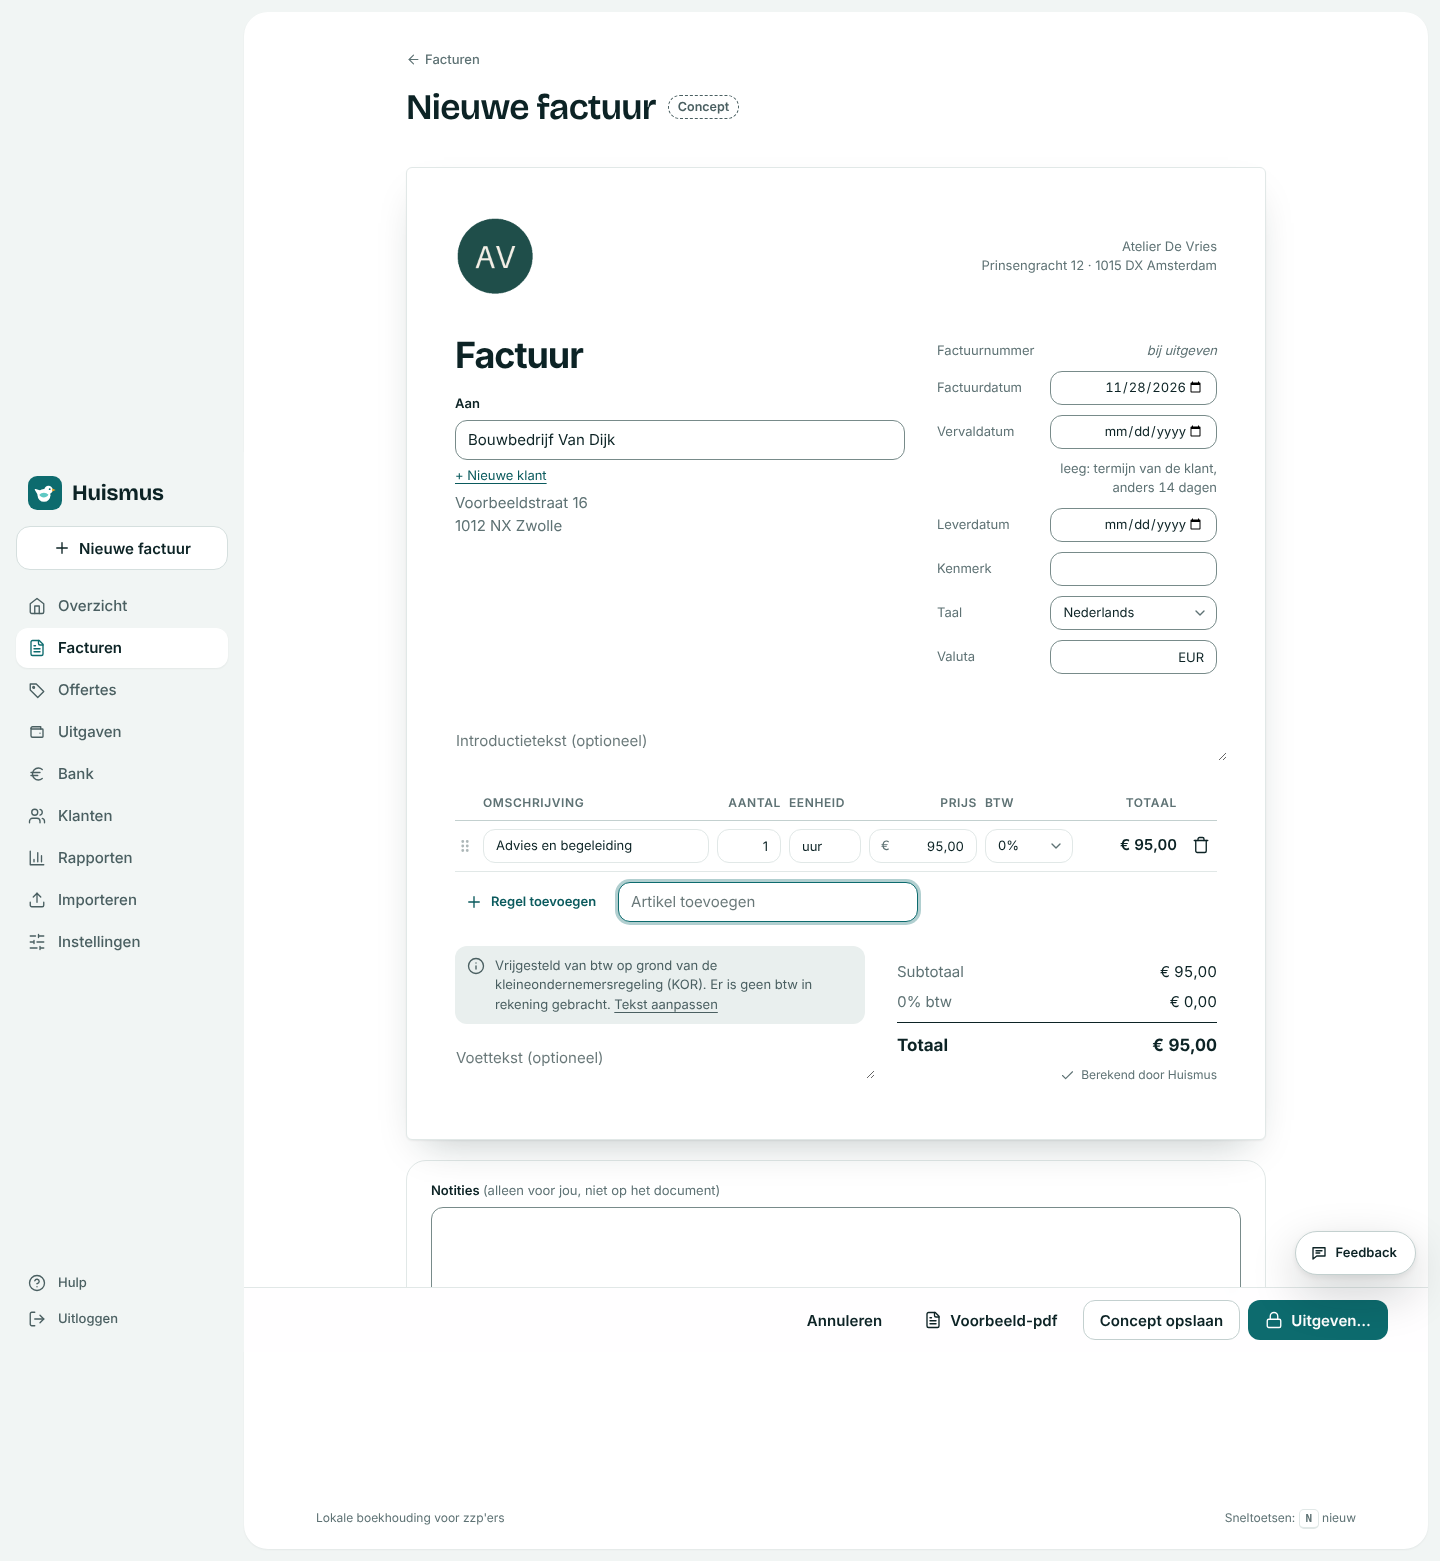 Facturen
Nieuwe factuur
Concept
AV
Atelier De Vries
Prinsengracht 12 · 1015 DX Amsterdam
Factuur
Aan
Bouwbedrijf Van Dijk
+ Nieuwe klant
Voorbeeldstraat 16
1012 NX Zwolle
Factuurnummer
bij uitgeven
Factuurdatum
11/28/2026
Vervaldatum
mm/dd/yyyy
leeg: termijn van de klant,
anders 14 dagen
Leverdatum
mm/dd/yyyy
Kenmerk
Taal
Nederlands
Valuta
EUR
Huismus
Nieuwe factuur
Overzicht
Facturen
Offertes
Uitgaven
Bank
Klanten
Rapporten
Importeren
Instellingen
Hulp
Uitloggen
Introductietekst (optioneel)
OMSCHRIJVING AANTAL EENHEID PRIJS BTW TOTAAL
Advies en begeleiding 1 uur € 95,00 0% € 95,00
Regel toevoegen
Artikel toevoegen
Vrijgesteld van btw op grond van de
kleineondernemersregeling (KOR). Er is geen btw in
rekening gebracht. Tekst aanpassen
Voettekst (optioneel)
Subtotaal € 95,00
0% btw € 0,00
Totaal € 95,00
Berekend door Huismus
Notities (alleen voor jou, niet op het document)
Feedback
Annuleren
Voorbeeld-pdf
Concept opslaan
Uitgeven...
Lokale boekhouding voor zzp'ers
Sneltoetsen: N nieuw